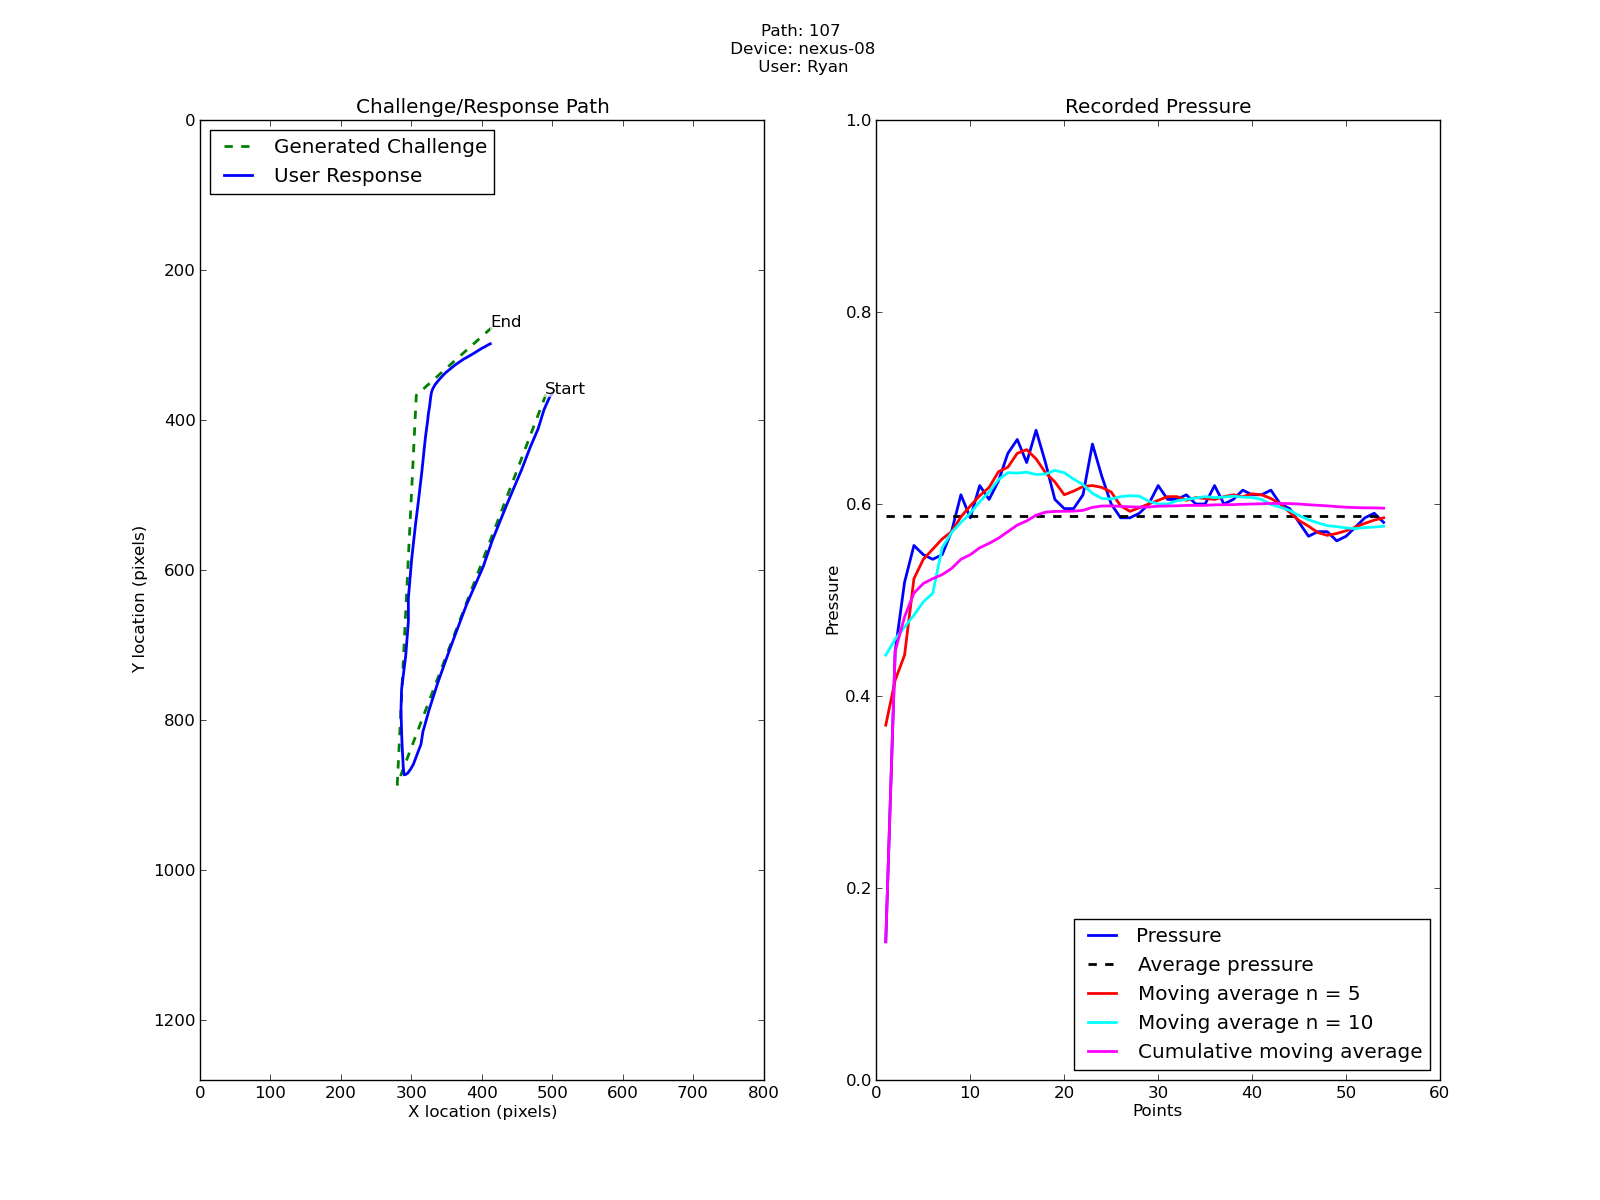 Path: 107
Device: nexus-08
User: Ryan
Challenge/Response Path
0
200
400
600
800
1000
1200
Y location (pixels)
Generated Challenge
User Response
End
Start
0 100 200 300 400 500 600 700 800
X location (pixels)
Recorded Pressure
1.0
0.8
0.6
0.4
0.2
0.0
Pressure
Pressure
Average pressure
Moving average n = 5
Moving average n = 10
Cumulative moving average
0 10 20 30 40 50 60
Points